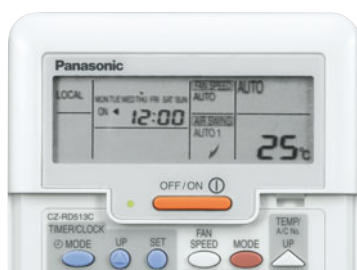 Panasonic
LOCAL
MON TUE WED THU FRI SAT SUN
ON ◄ 12:00
FAN SPEED
AUTO
AIR SWING
AUTO 1
AUTO
25°C
OFF/ON
CZ-RD513C
TIMER/CLOCK
MODE
UP
SET
FAN
SPEED
MODE
TEMP/
A/C No.
UP